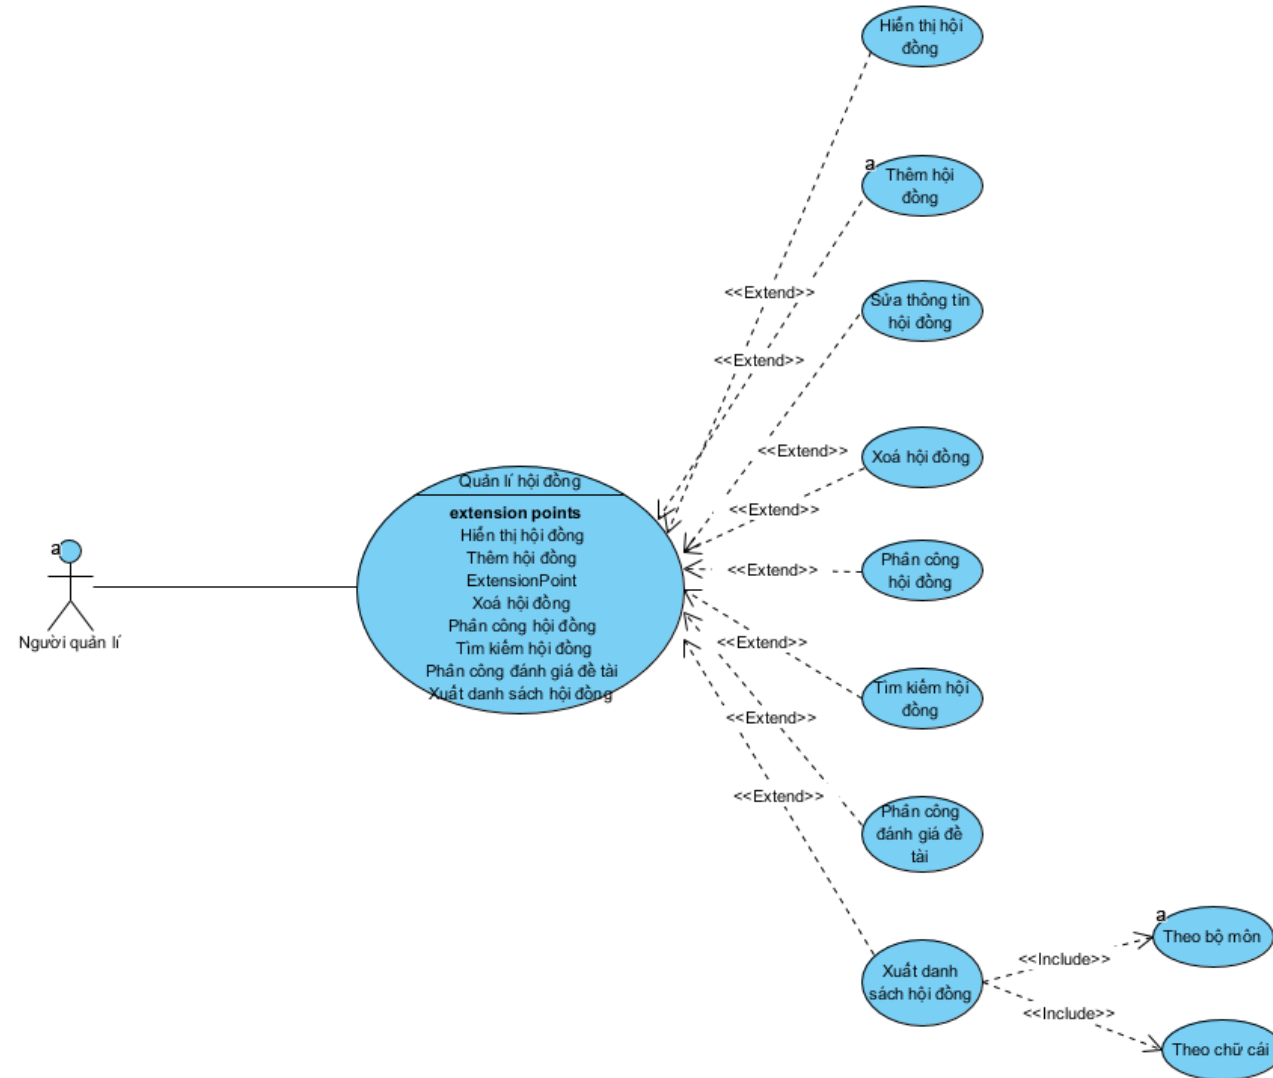 Hiển thị hội
đồng
a
Thêm hội
đồng
<<Extend>>
Sửa thông tin
hội đồng
<<Extend>>
<<Extend>>
Xoá hội đồng
Quản lí hội đồng
extension points
Hiển thị hội đồng
Thêm hội đồng
ExtensionPoint
Xoá hội đồng
Phân công hội đồng
Tìm kiếm hội đồng
Phân công đánh giá đề tài
Xuất danh sách hội đồng
<<Extend>>
a
Người quản lí
<<Extend>>
Phân công
hội đồng
<<Extend>>
Tìm kiếm hội
đồng
<<Extend>>
<<Extend>>
Phân công
đánh giá đề
tài
a
Theo bộ môn
<<Include>>
Xuất danh
sách hội đồng
<<Include>>
Theo chữ cái